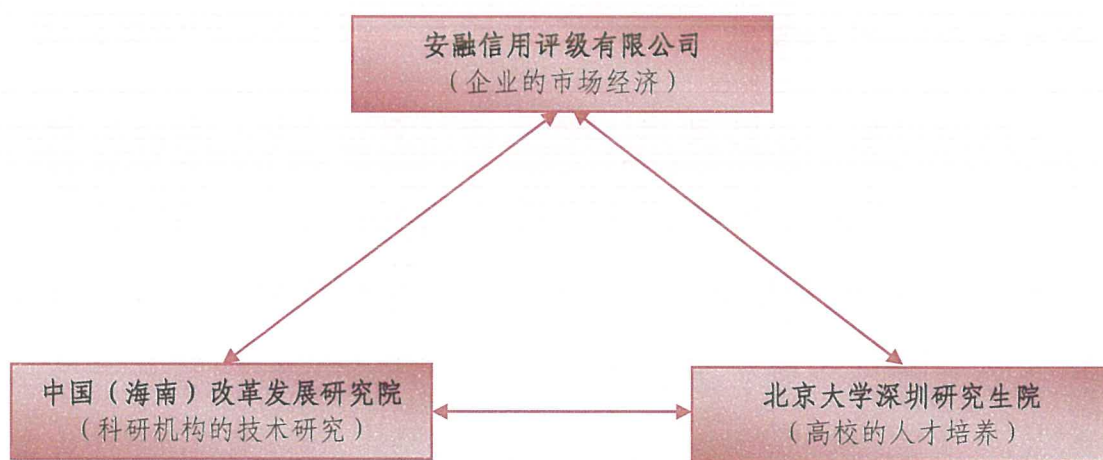 安融信用评级有限公司
（企业的市场经济）
中国（海南）改革发展研究院
（科研机构的技术研究）
北京大学深圳研究生院
（高校的人才培养）